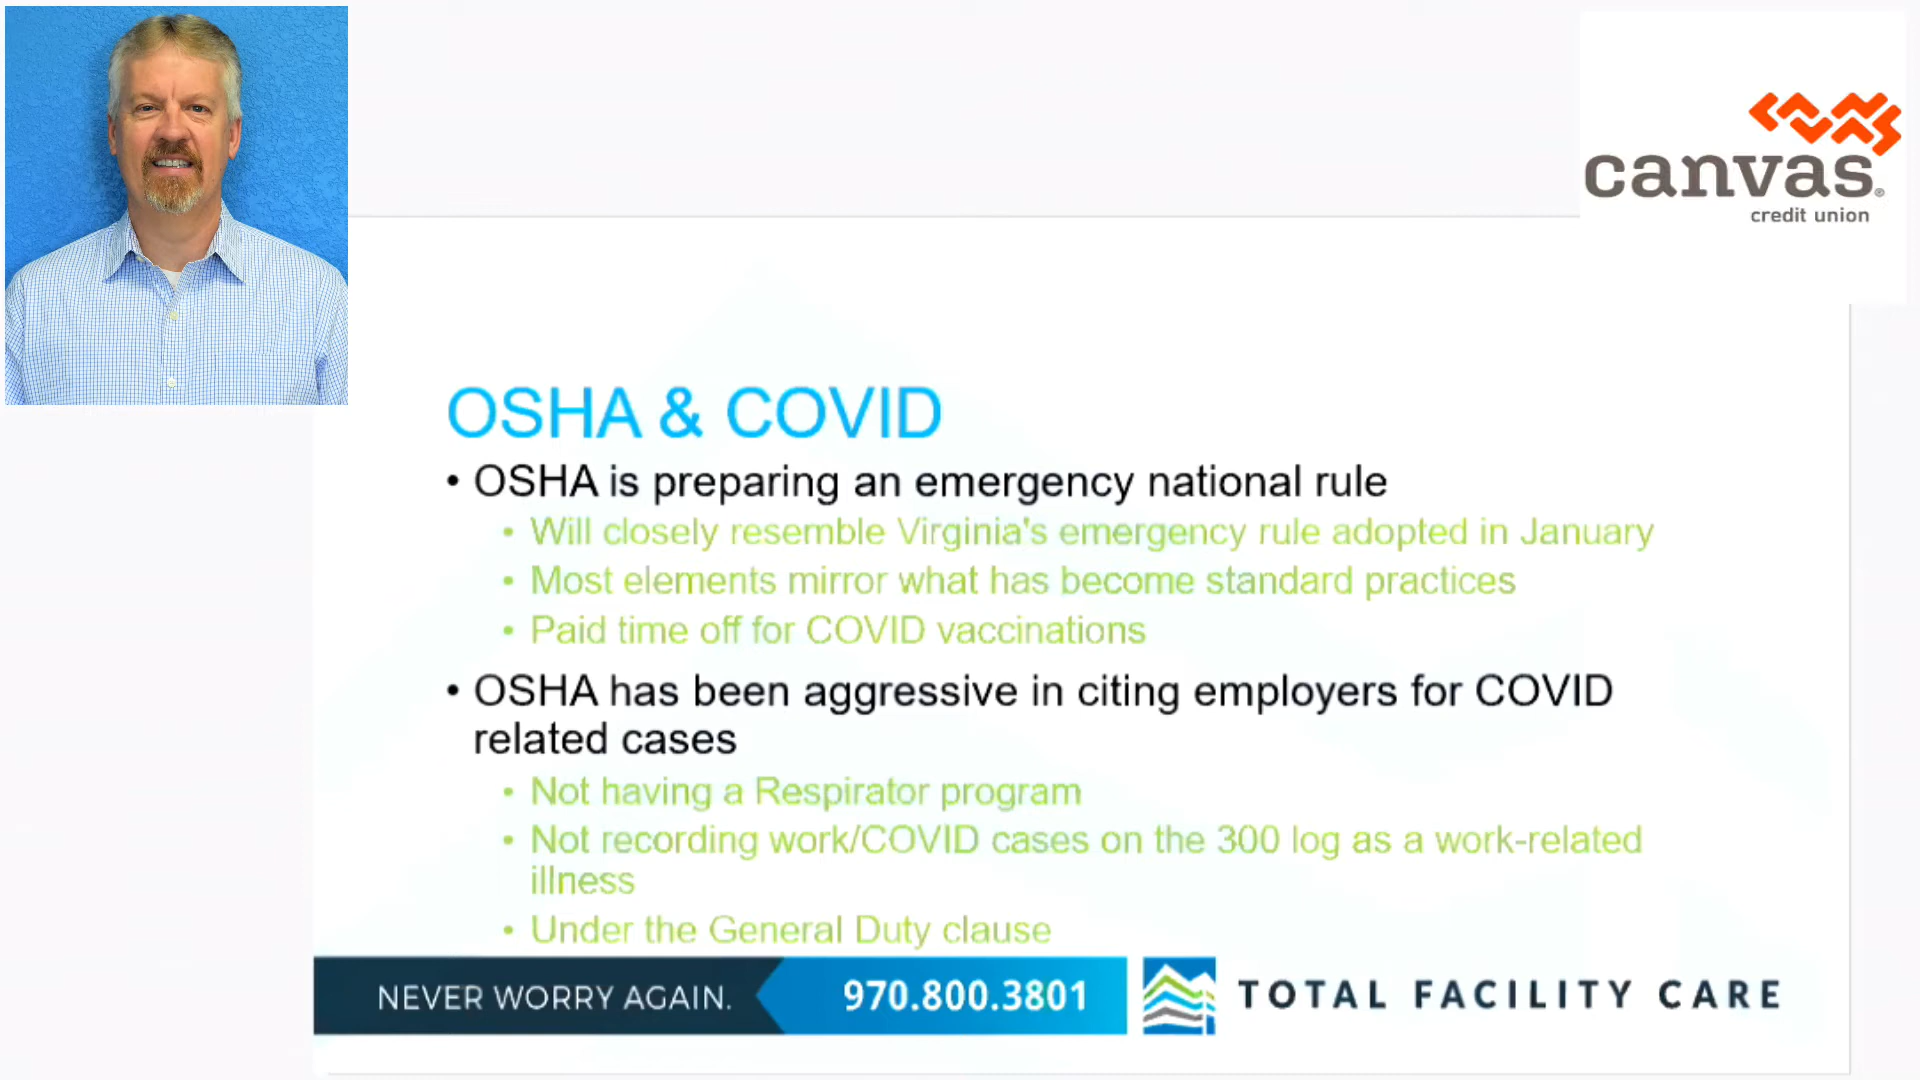 canvas®
credit union
OSHA & COVID
• OSHA is preparing an emergency national rule
• Will closely resemble Virginia's emergency rule adopted in January
• Most elements mirror what has become standard practices
• Paid time off for COVID vaccinations
• OSHA has been aggressive in citing employers for COVID
related cases
• Not having a Respirator program
• Not recording work/COVID cases on the 300 log as a work-related
illness
• Under the General Duty clause
NEVER WORRY AGAIN. 970.800.3801 TOTAL FACILITY CARE